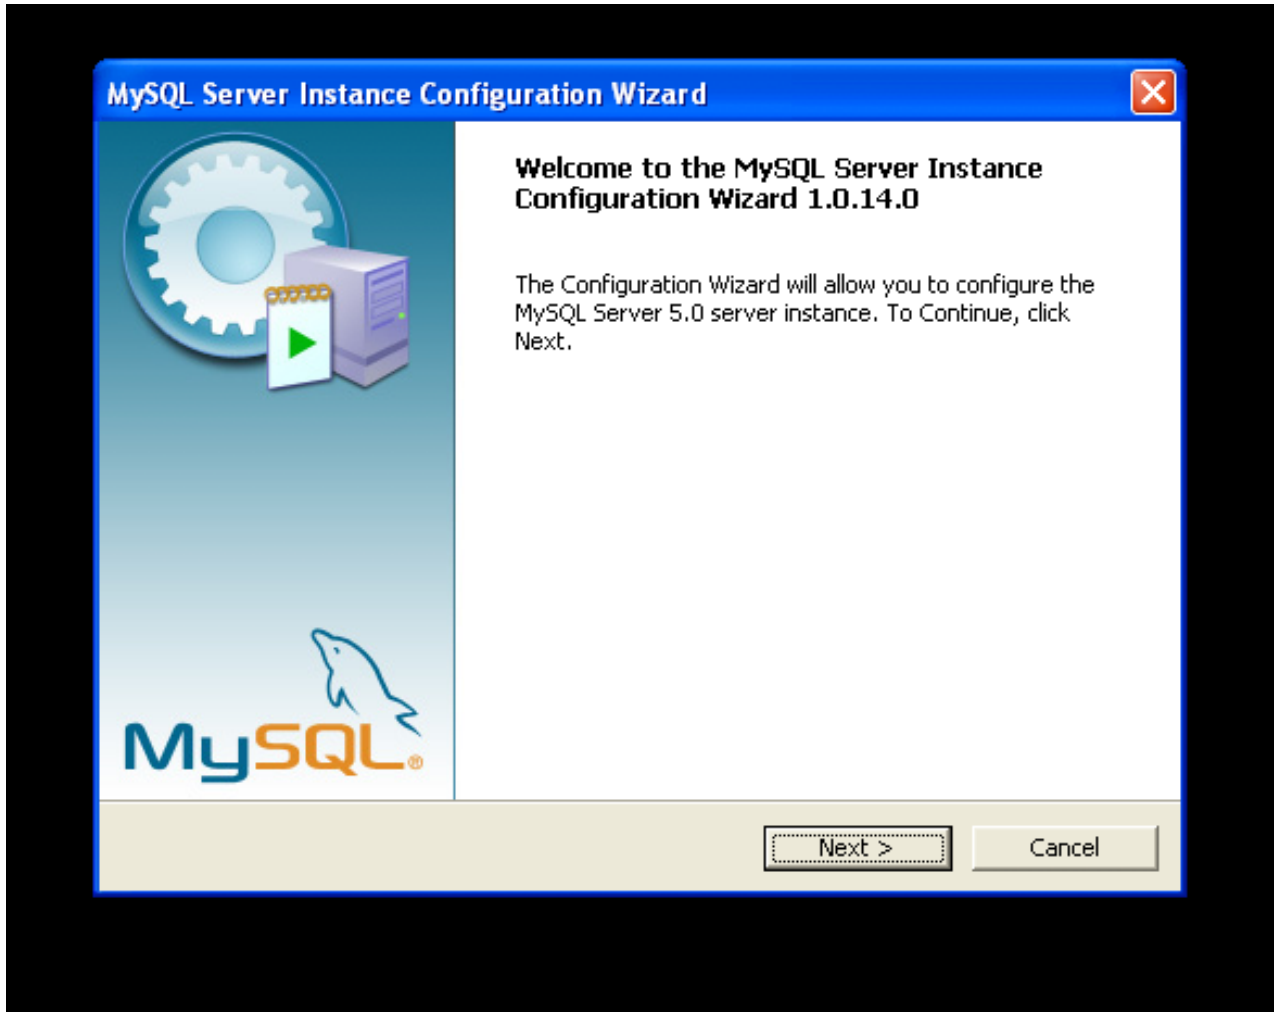 MySQL Server Instance Configuration Wizard
Welcome to the MySQL Server Instance
Configuration Wizard 1.0.14.0
The Configuration Wizard will allow you to configure the
MySQL Server 5.0 server instance. To Continue, click
Next.
MySQL®
Next >
Cancel